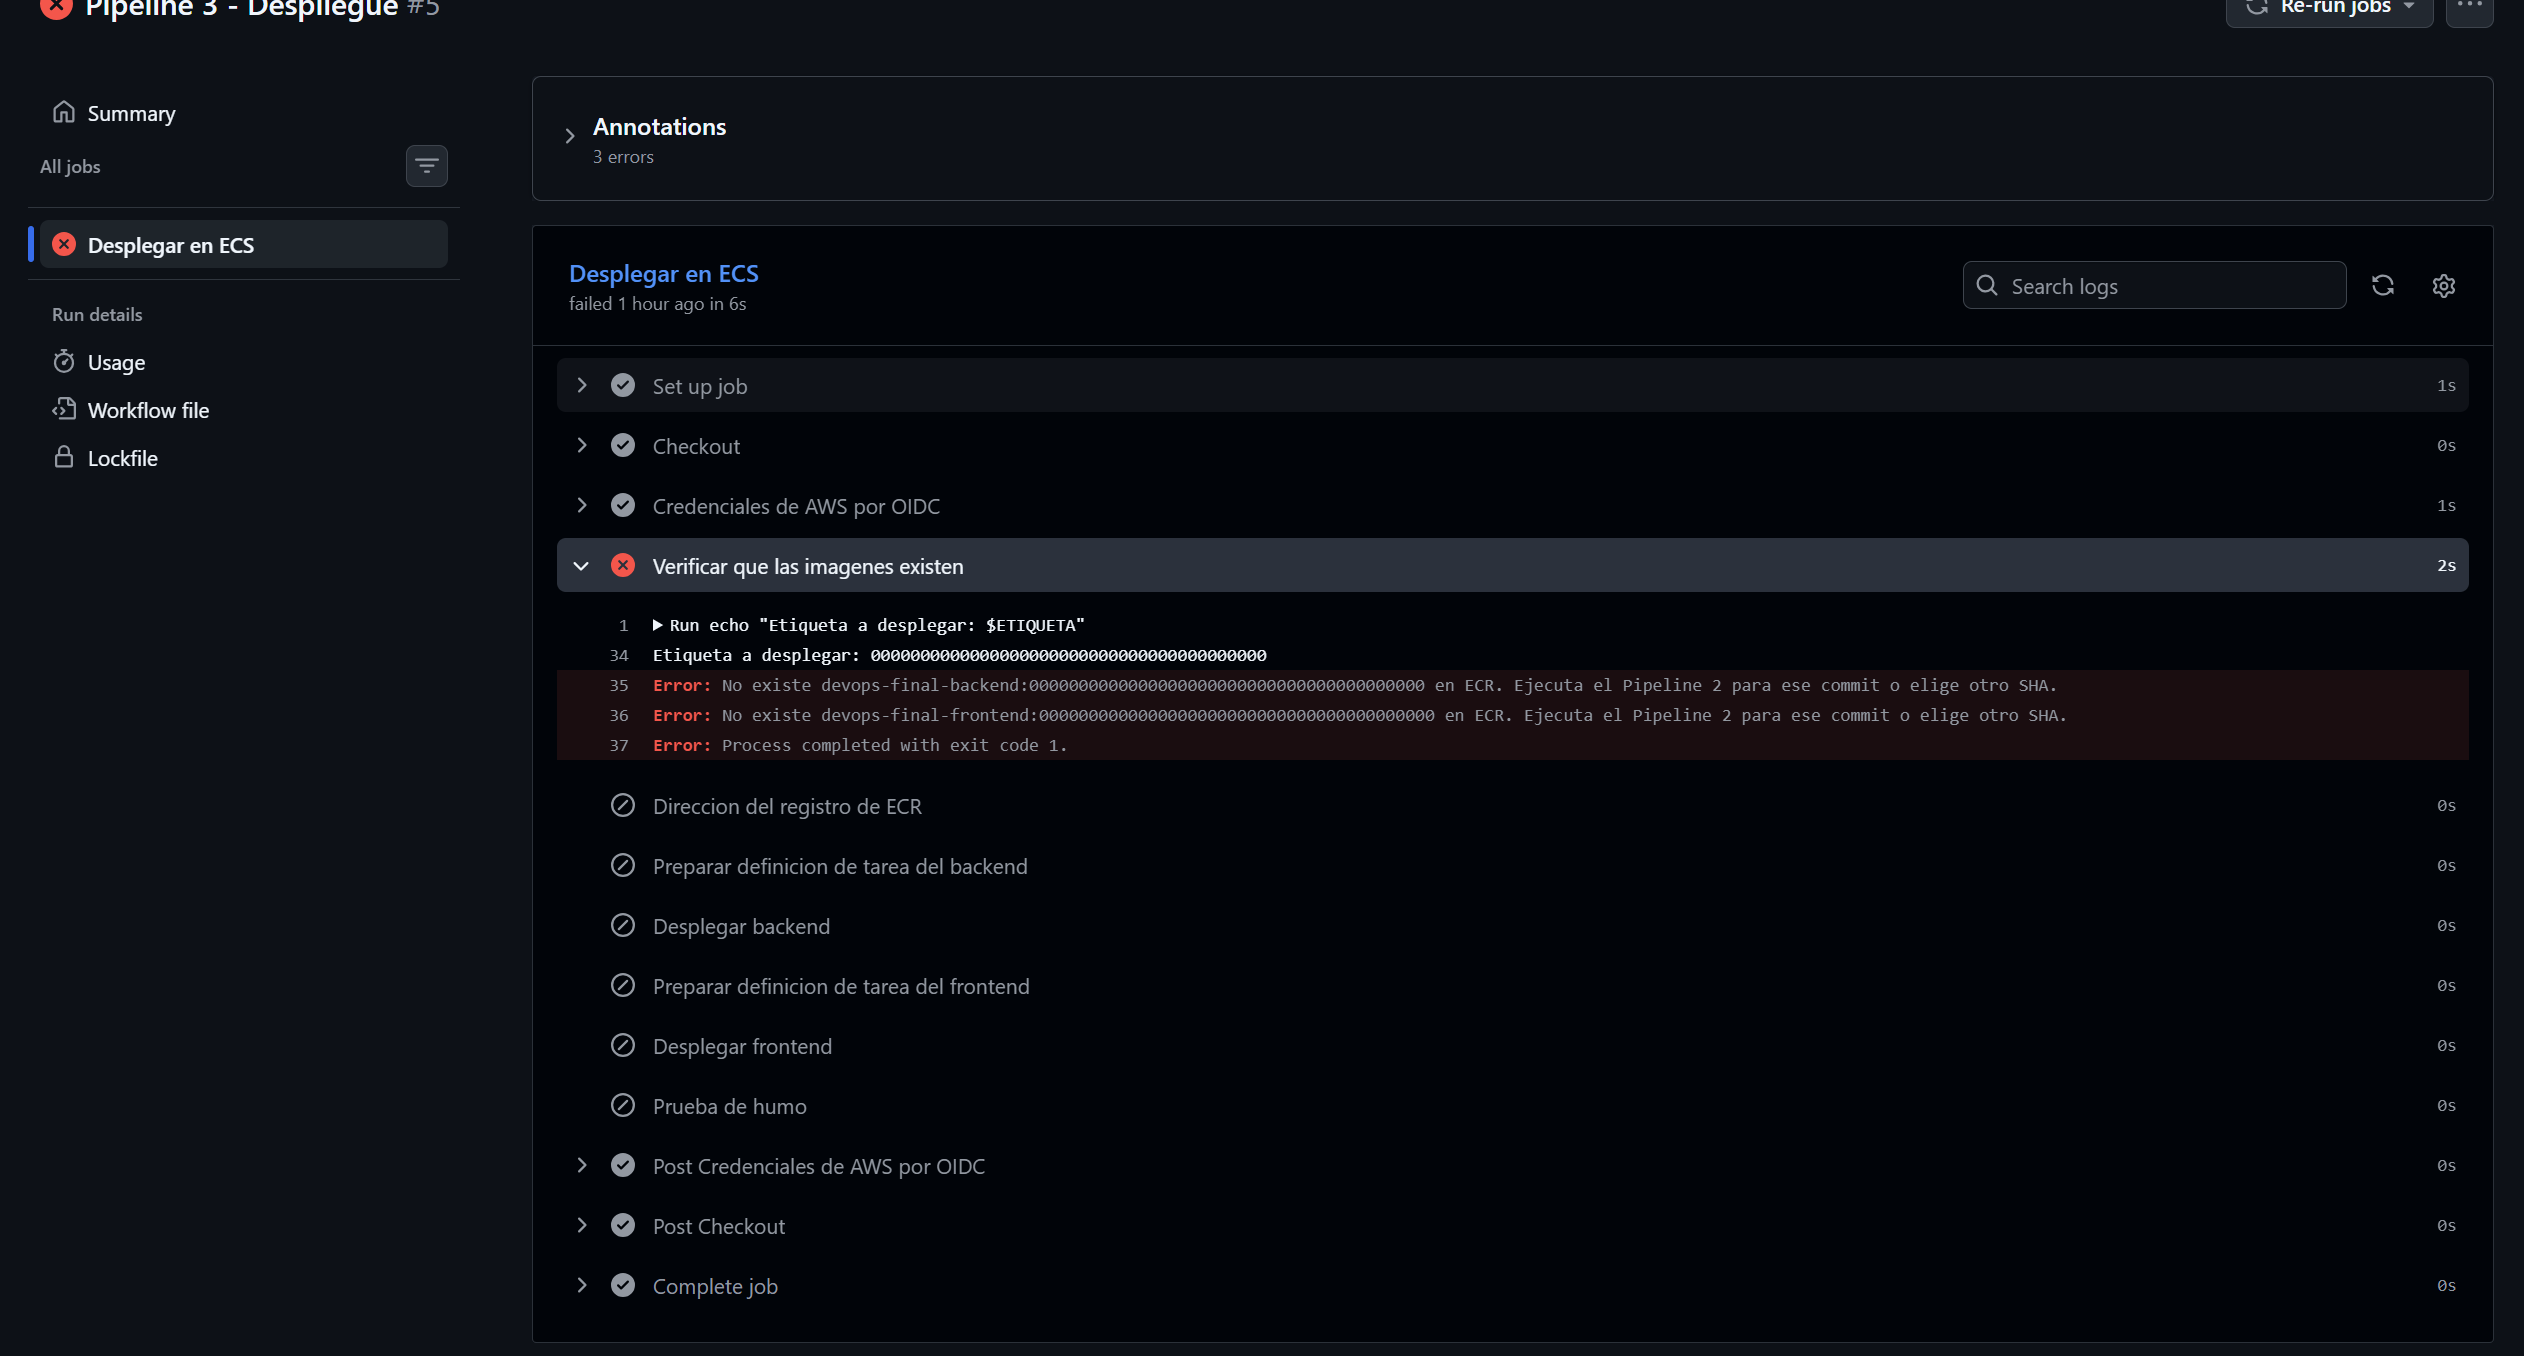 Pipeline 3 - Despliegue #5
Re-run jobs
Summary
All jobs
Desplegar en ECS
Run details
Usage
Workflow file
Lockfile
Annotations
3 errors
Desplegar en ECS
failed 1 hour ago in 6s
Search logs
Set up job 1s
Checkout 0s
Credenciales de AWS por OIDC 1s
Verificar que las imagenes existen 2s
1 Run echo "Etiqueta a desplegar: $ETIQUETA"
34 Etiqueta a desplegar: 0000000000000000000000000000000000000000
35 Error: No existe devops-final-backend:0000000000000000000000000000000000000000 en ECR. Ejecuta el Pipeline 2 para ese commit o elige otro SHA.
36 Error: No existe devops-final-frontend:0000000000000000000000000000000000000000 en ECR. Ejecuta el Pipeline 2 para ese commit o elige otro SHA.
37 Error: Process completed with exit code 1.
Direccion del registro de ECR 0s
Preparar definicion de tarea del backend 0s
Desplegar backend 0s
Preparar definicion de tarea del frontend 0s
Desplegar frontend 0s
Prueba de humo 0s
Post Credenciales de AWS por OIDC 0s
Post Checkout 0s
Complete job 0s